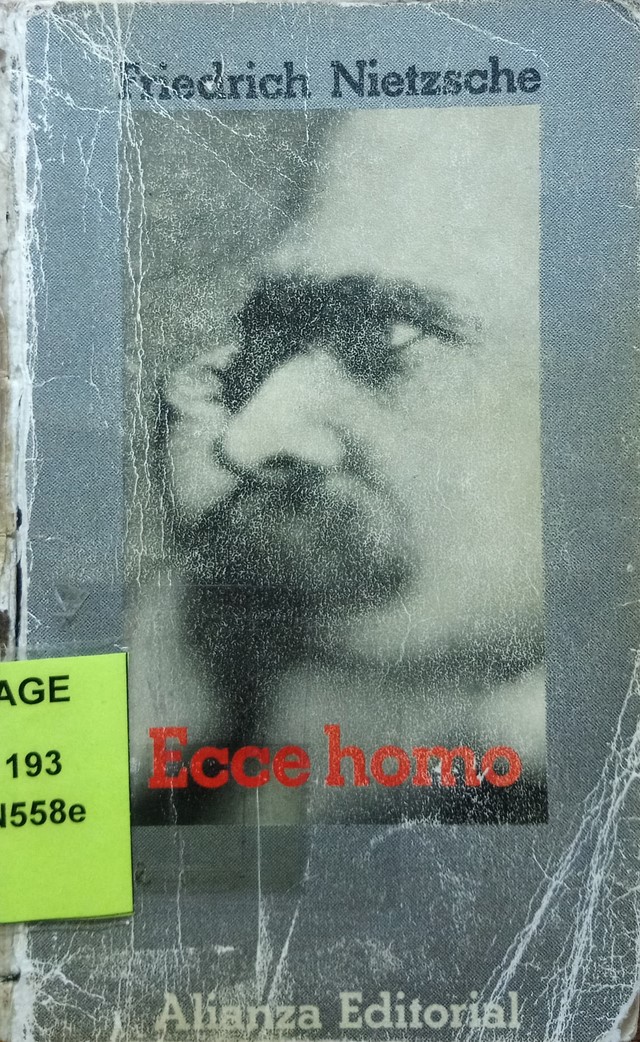 Friedrich Nietzsche
AGE
193
N558e
Ecce homo
Alianza Editorial